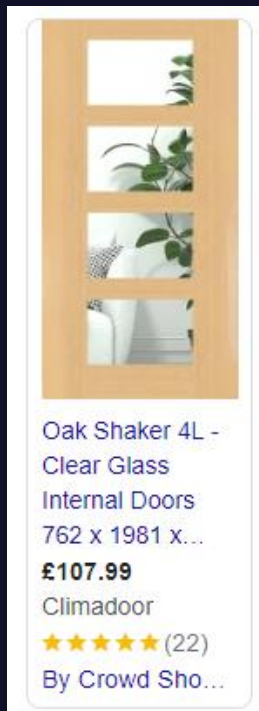 Oak Shaker 4L -
Clear Glass
Internal Doors
762 x 1981 x...
£107.99
Climadoor
★★★★★(22)
By Crowd Sho...